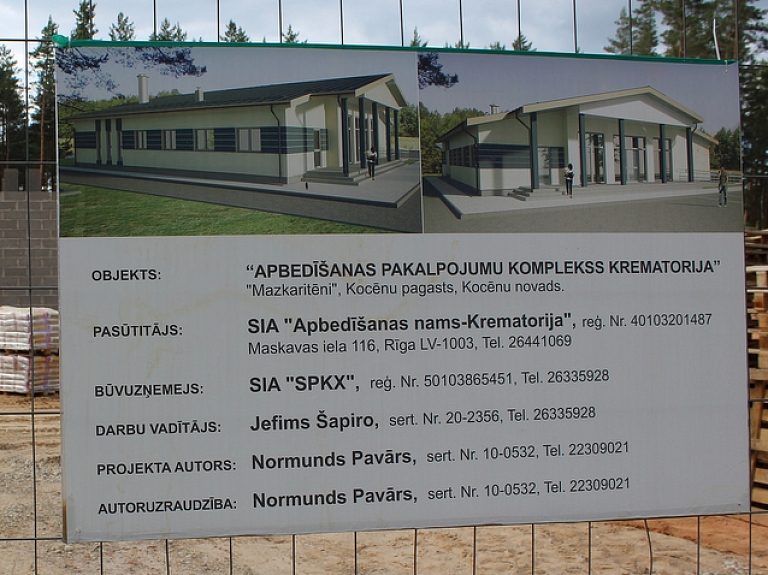 OBJEKTS: “APBEDĪŠANAS PAKALPOJUMU KOMPLEKSS KREMATORIJA”
"Mazkaritēni", Kocēnu pagasts, Kocēnu novads.
PASŪTITĀJS: SIA "Apbedīšanas nams-Krematorija", reģ. Nr. 40103201487
Maskavas iela 116, Rīga LV-1003, Tel. 26441069
BŪVUZŅEMEJS: SIA "SPKX", reģ. Nr. 50103865451, Tel. 26335928
DARBU VADĪTĀJS: Jefims Šapiro, sert. Nr. 20-2356, Tel. 26335928
PROJEKTA AUTORS: Normunds Pavārs, sert. Nr. 10-0532, Tel. 22309021
AUTORUZRAUDZĪBA: Normunds Pavārs, sert. Nr. 10-0532, Tel. 22309021